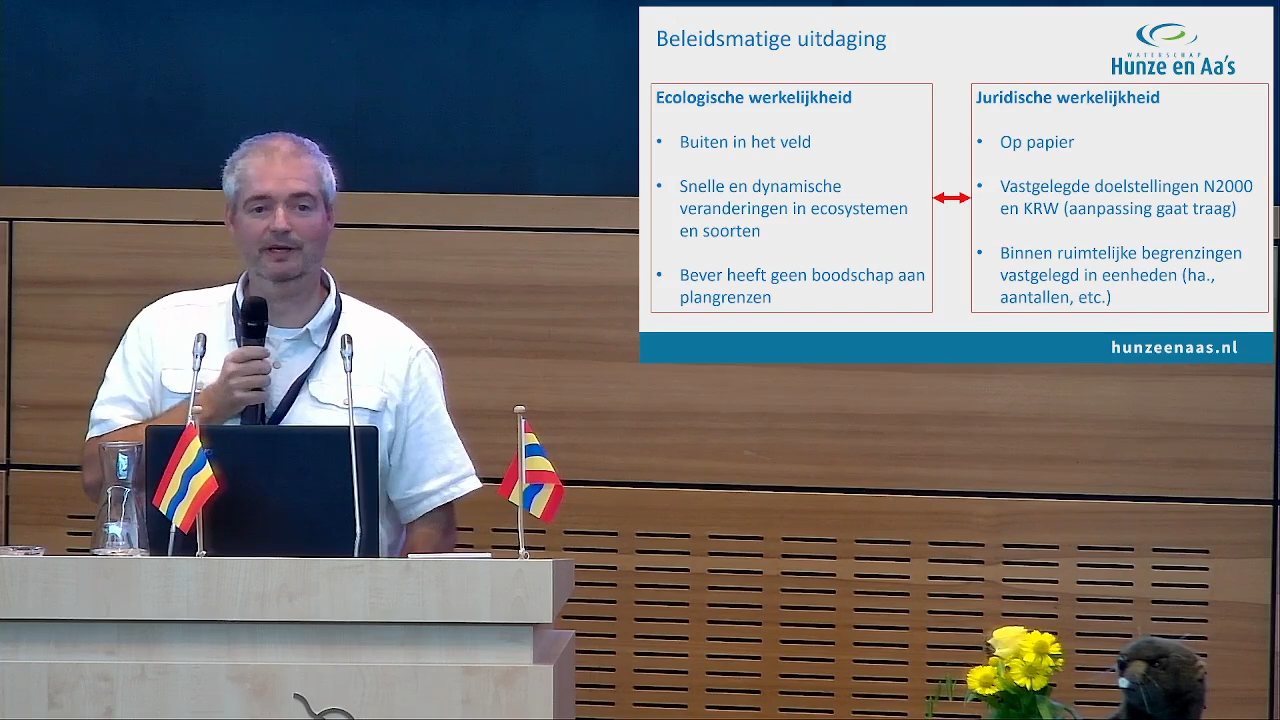 Beleidsmatige uitdaging
WATERSCHAP
Hunze en Aa's
Ecologische werkelijkheid
• Buiten in het veld
• Snelle en dynamische
veranderingen in ecosystemen
en soorten
• Bever heeft geen boodschap aan
plangrenzen
Juridische werkelijkheid
• Op papier
• Vastgelegde doelstellingen N2000
en KRW (aanpassing gaat traag)
• Binnen ruimtelijke begrenzingen
vastgelegd in eenheden (ha.,
aantallen, etc.)
hunzeenaas.nl